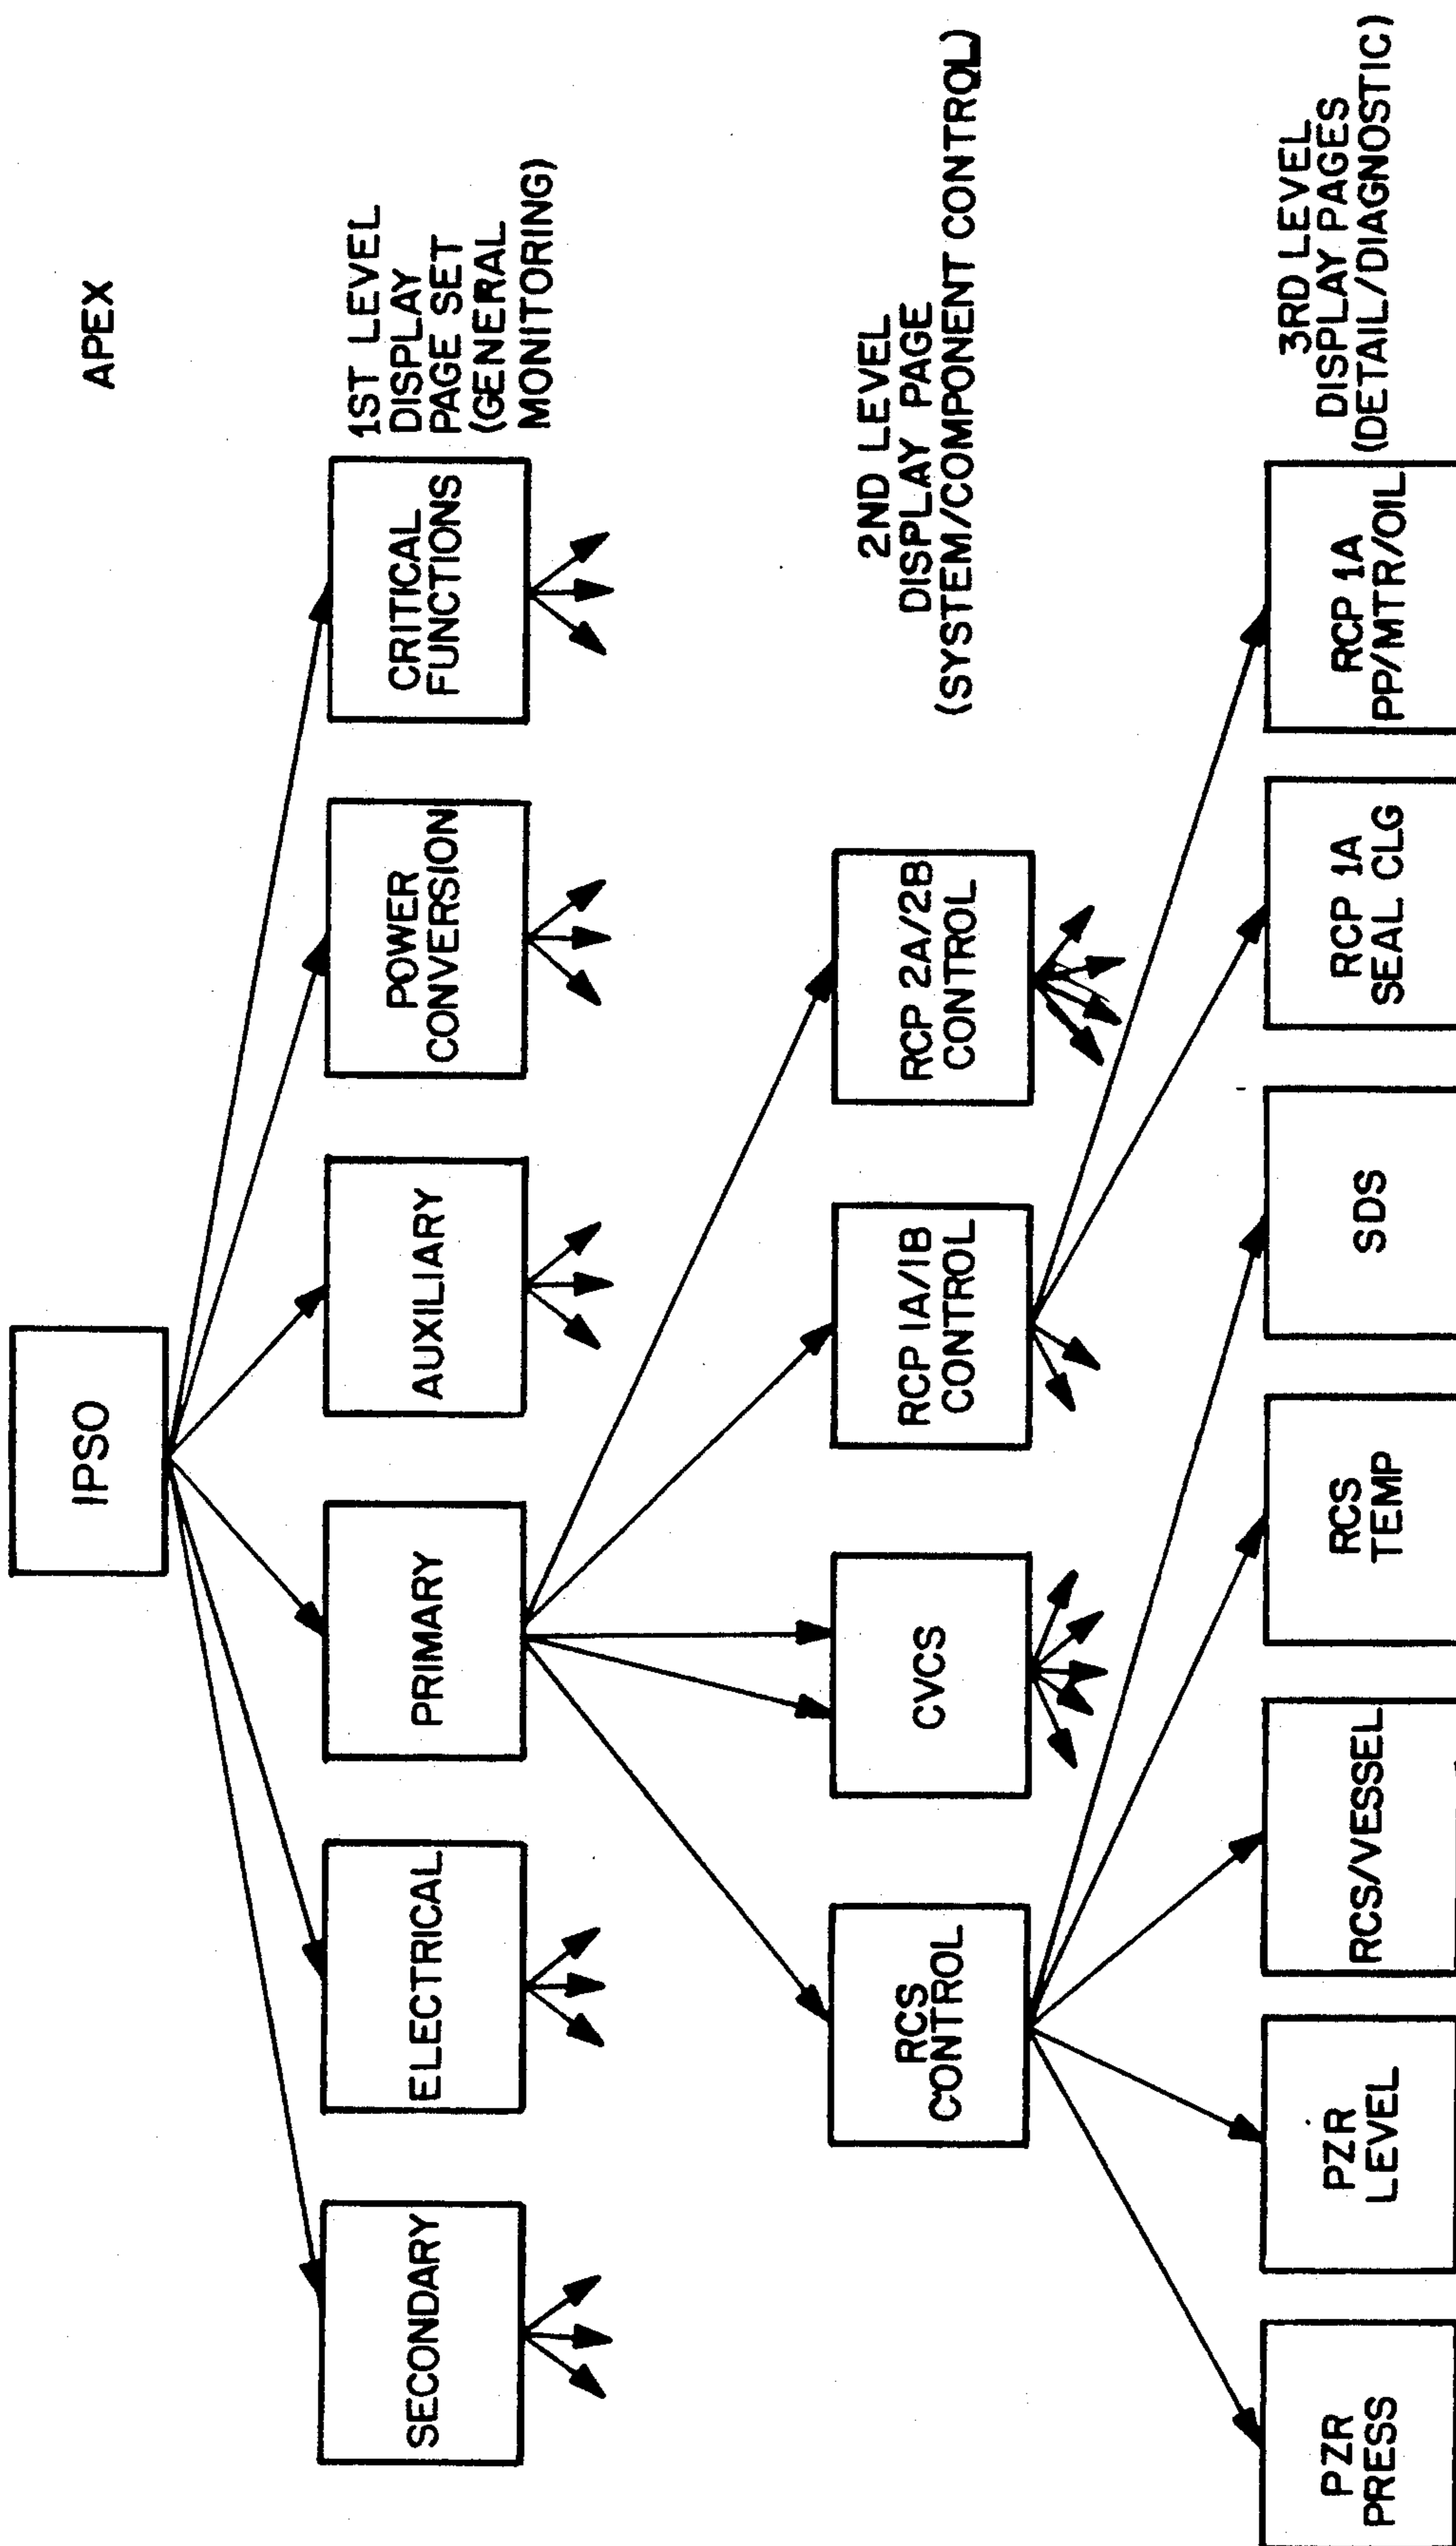 IPSO
APEX
SECONDARY
ELECTRICAL
PRIMARY
AUXILIARY
POWER
CONVERSION
CRITICAL
FUNCTIONS
1ST LEVEL
DISPLAY
PAGE SET
(GENERAL
MONITORING)
RCS
CONTROL
CVCS
RCP 1A/1B
CONTROL
RCP 2A/2B
CONTROL
2ND LEVEL
DISPLAY PAGE
(SYSTEM/COMPONENT CONTROL)
PZR
PRESS
PZR
LEVEL
RCS/VESSEL
RCS
TEMP
SDS
RCP 1A
SEAL CLG
RCP 1A
PP/MTR/OIL
3RD LEVEL
DISPLAY PAGES
(DETAIL/DIAGNOSTIC)